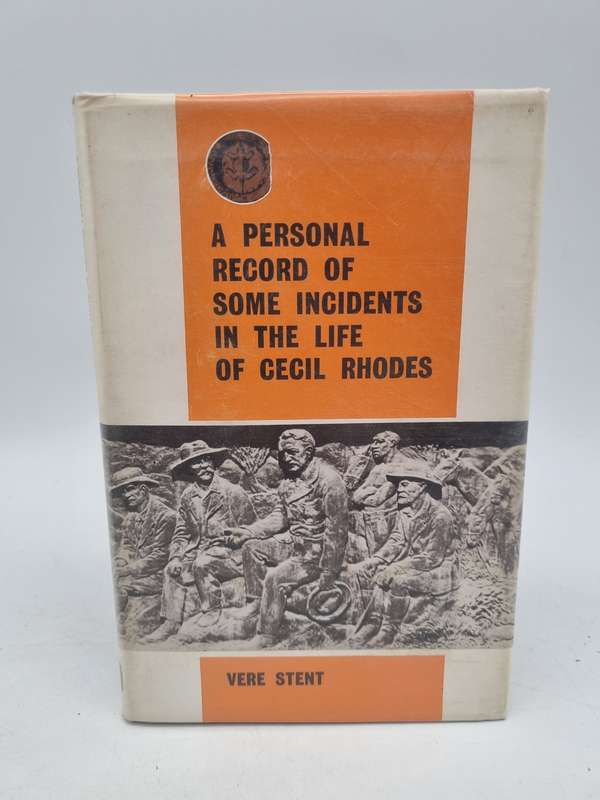 A PERSONAL
RECORD OF
SOME INCIDENTS
IN THE LIFE
OF CECIL RHODES
VERE STENT